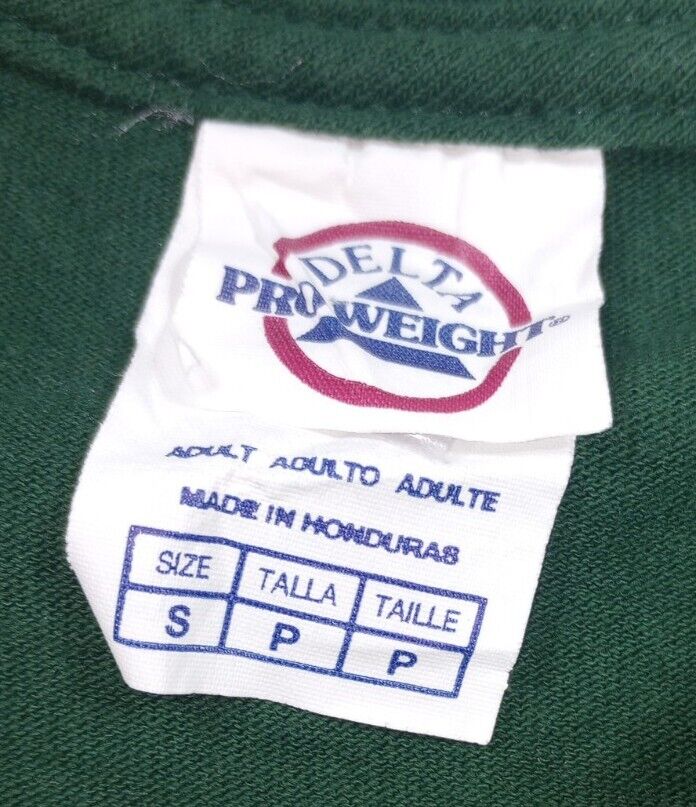 DELTA
PRO WEIGHT®
ADULT ADULTO ADULTE
MADE IN HONDURAS
SIZE TALLA TAILLE
S P P